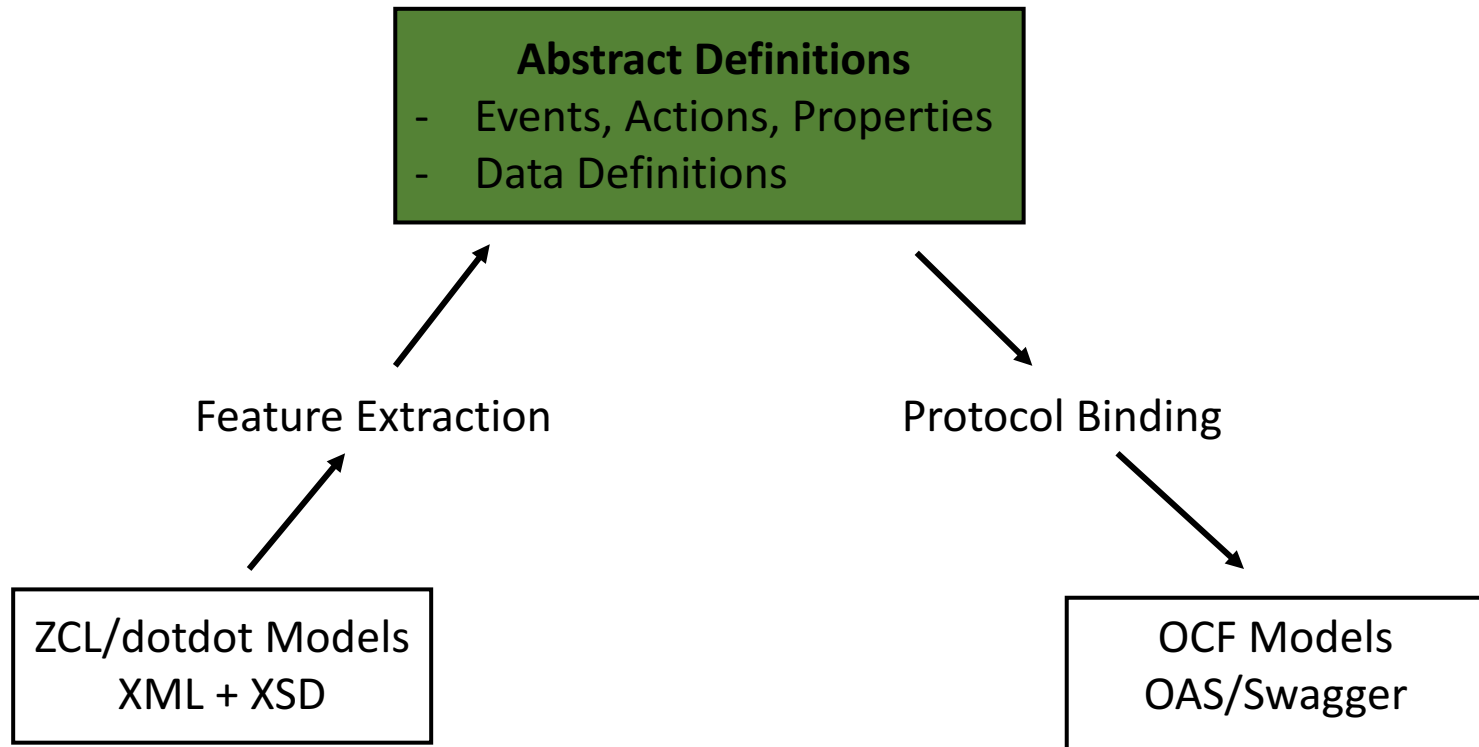 Abstract Definitions
- Events, Actions, Properties
- Data Definitions
Feature Extraction
Protocol Binding
ZCL/dotdot Models
XML + XSD
OCF Models
OAS/Swagger